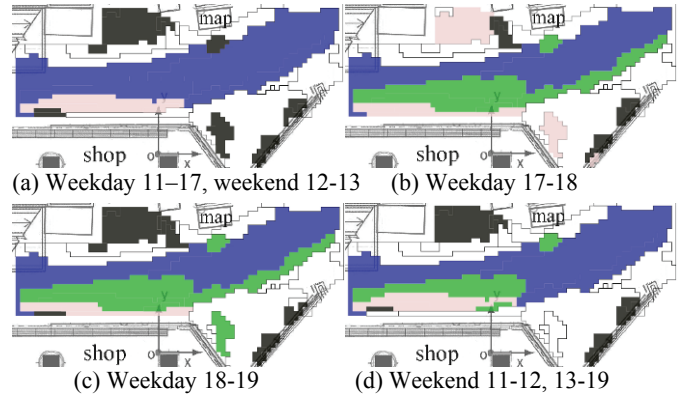 map
map
y
y
shop
o
x
shop
o
x
(a) Weekday 11–17, weekend 12-13
(b) Weekday 17-18
map
map
y
y
shop
o
x
shop
o
x
(c) Weekday 18-19
(d) Weekend 11-12, 13-19